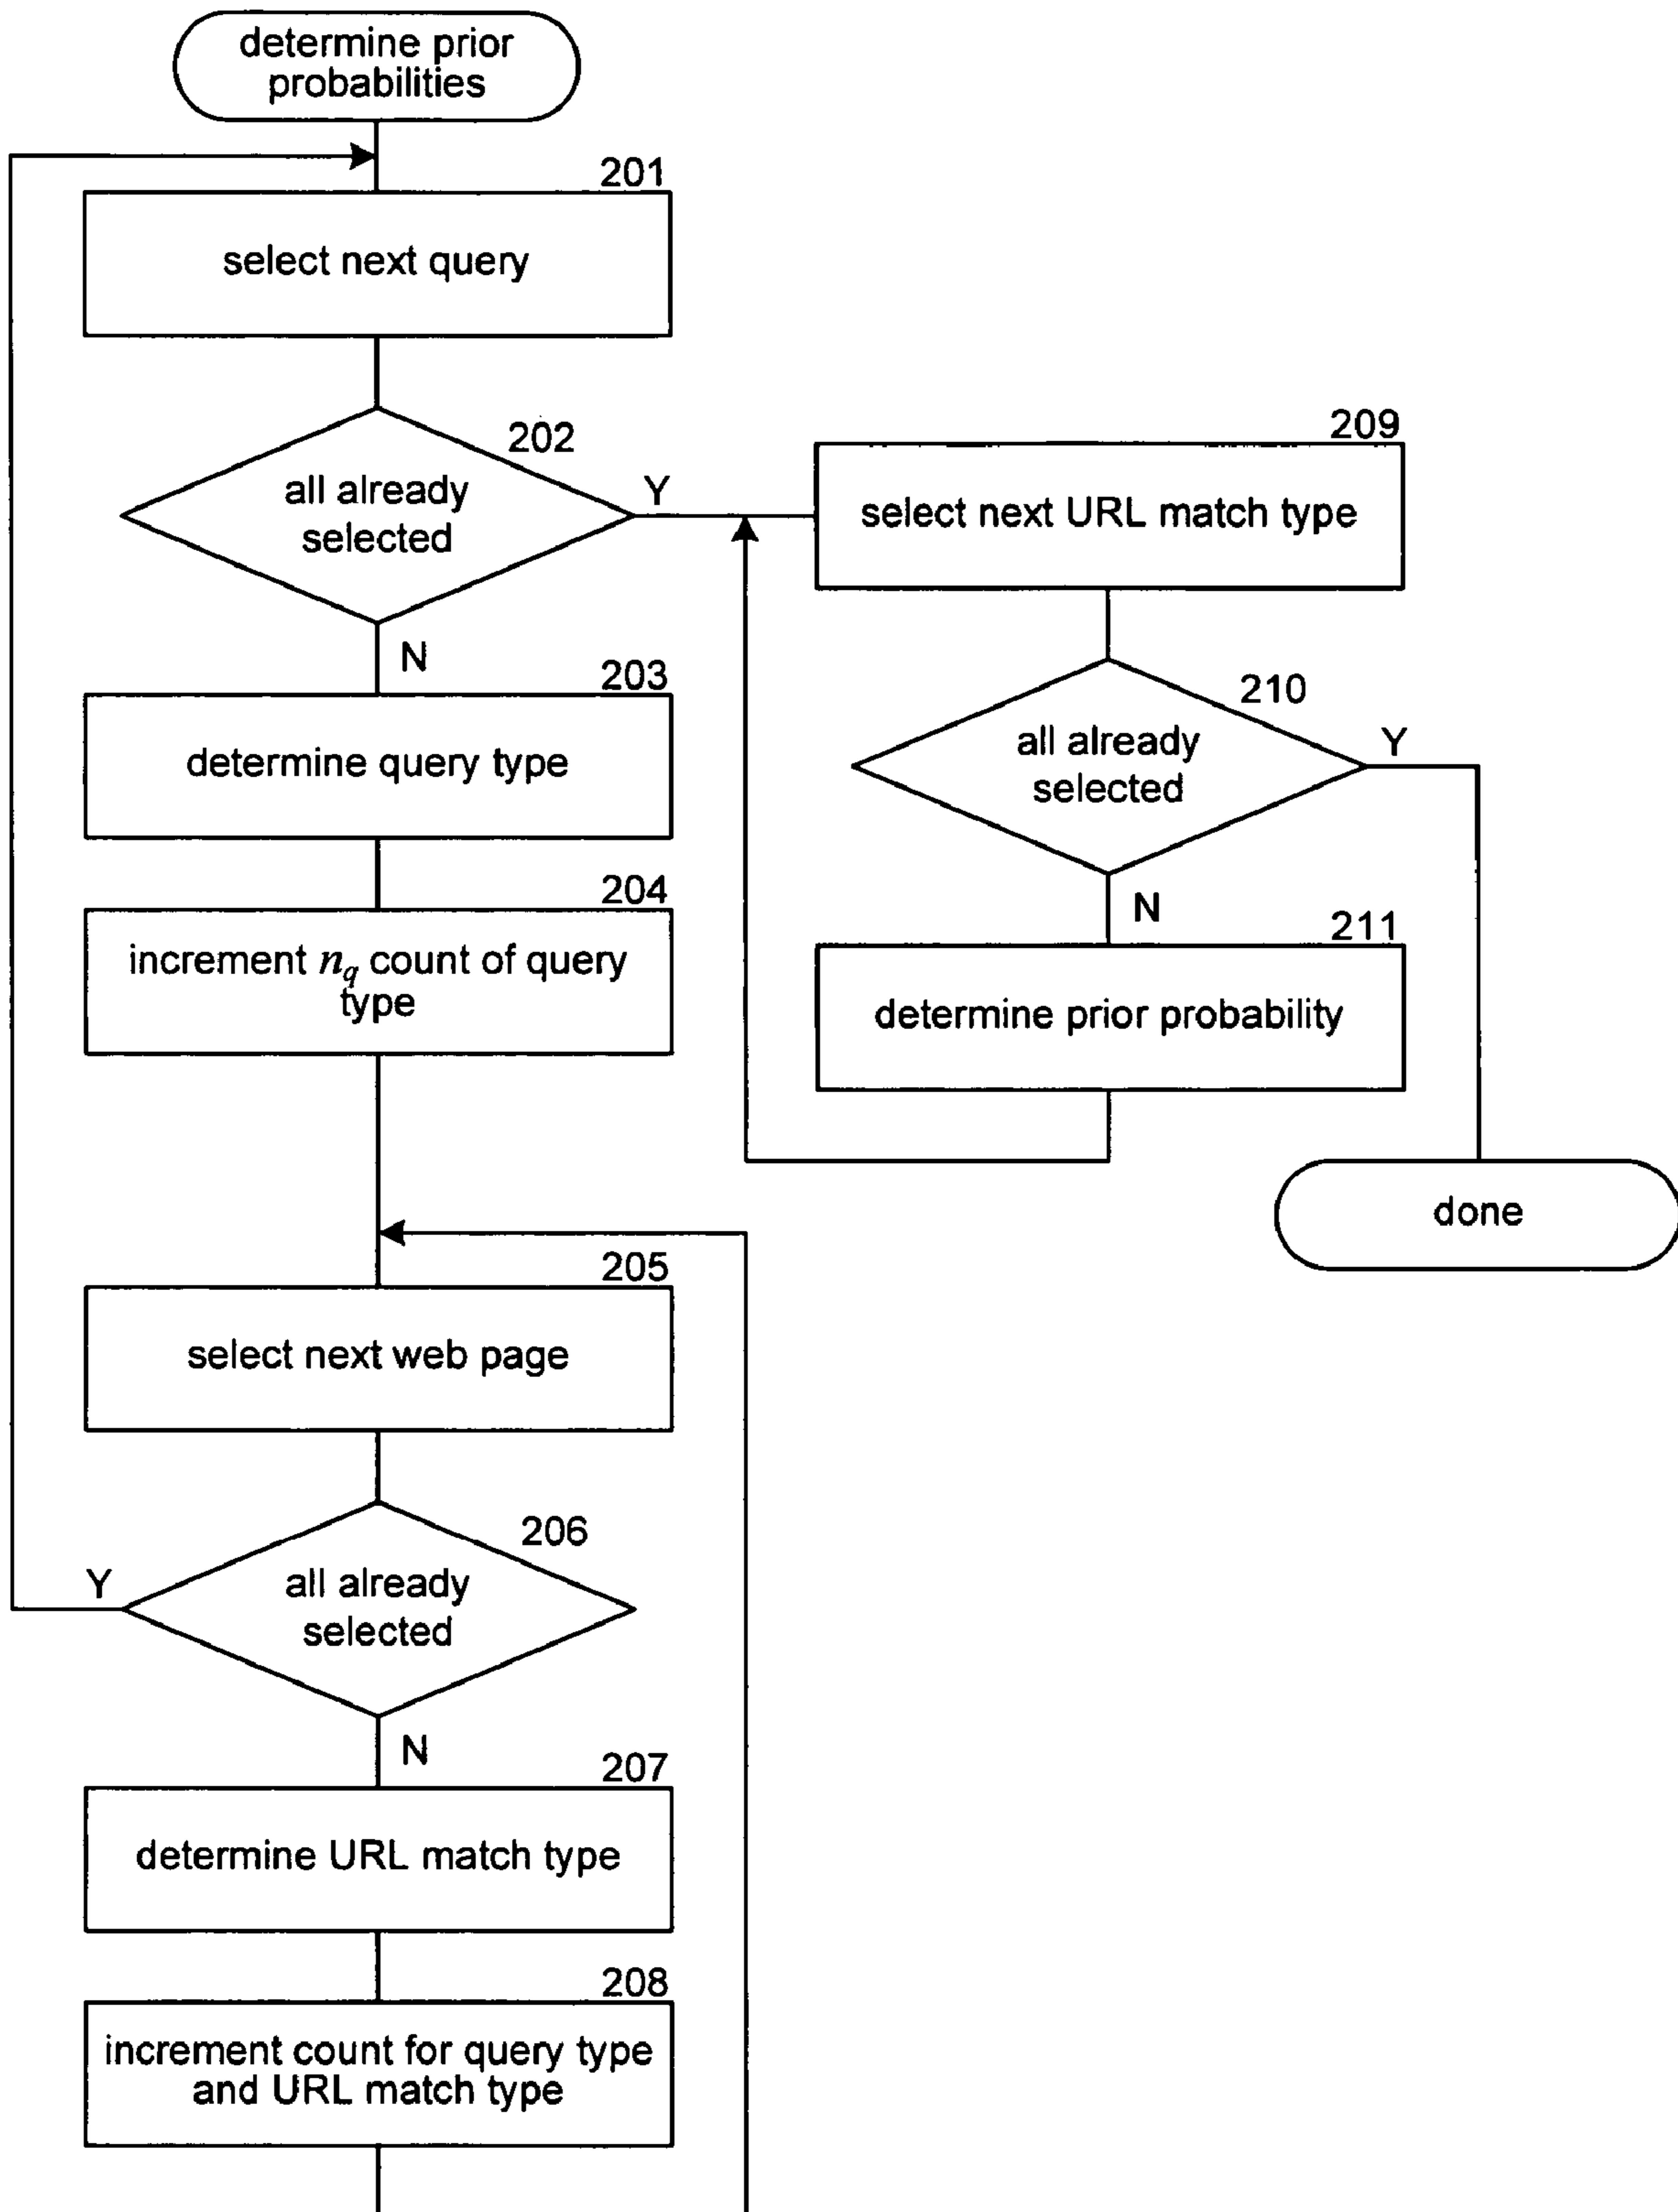 determine prior
probabilities
201
select next query
202
all already
selected
Y
N
203
determine query type
204
increment n_q count of query
type
205
select next web page
206
all already
selected
Y
N
207
determine URL match type
208
increment count for query type
and URL match type
209
select next URL match type
210
all already
selected
Y
N
211
determine prior probability
done